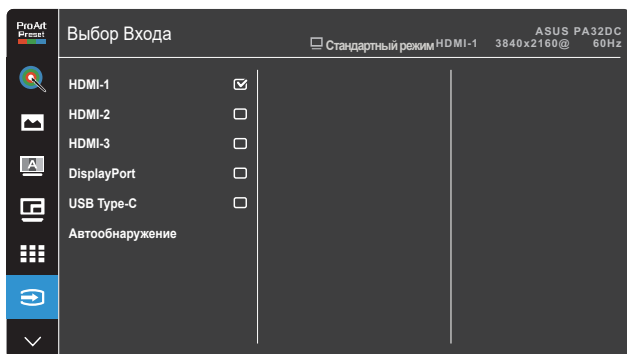 ProArt
Preset
Выбор Входа
Стандартный режим HDMI-1
ASUS PA32DC
3840x2160@ 60Hz
HDMI-1
HDMI-2
HDMI-3
A
DisplayPort
USB Type-C
Автообнаружение